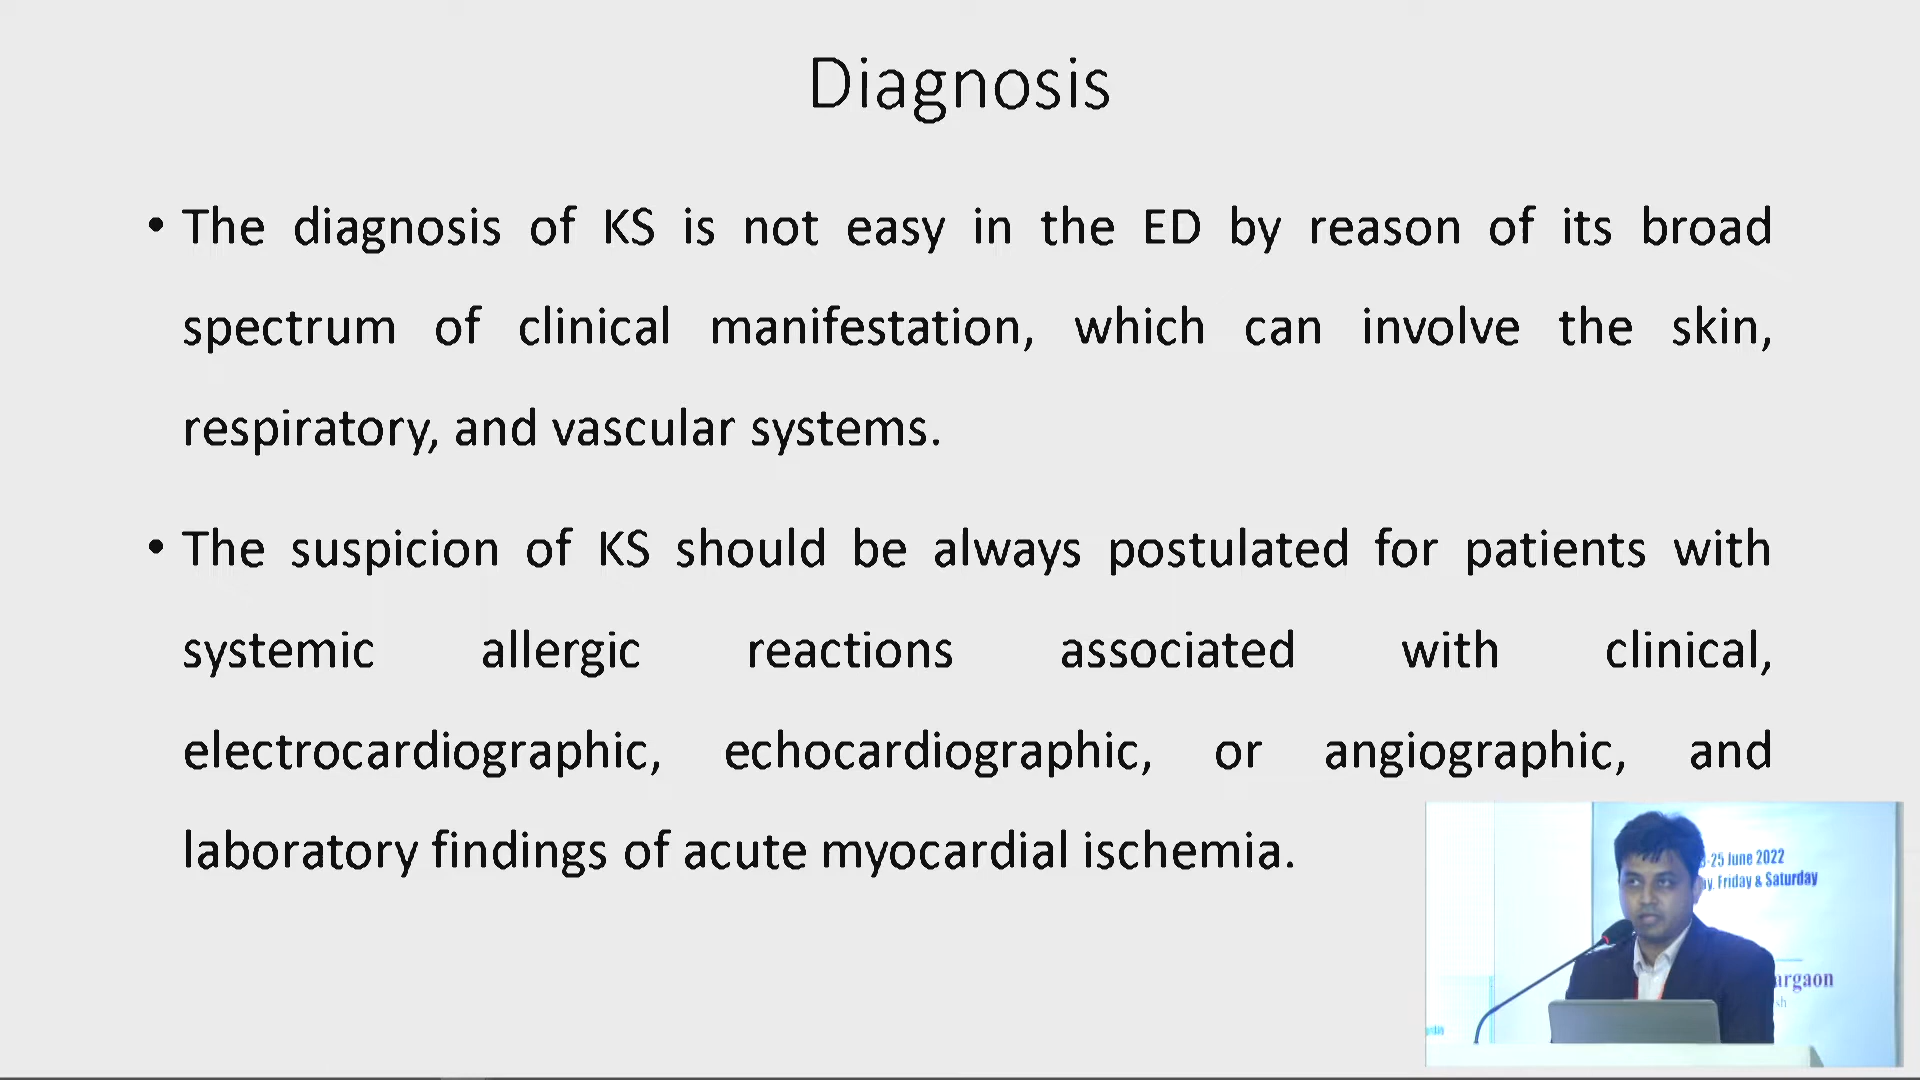 Diagnosis
• The diagnosis of KS is not easy in the ED by reason of its broad
spectrum of clinical manifestation, which can involve the skin,
respiratory, and vascular systems.
• The suspicion of KS should be always postulated for patients with
systemic allergic reactions associated with clinical,
electrocardiographic, echocardiographic, or angiographic, and
laboratory findings of acute myocardial ischemia.
-25 June 2022
Friday & Saturday
argaon